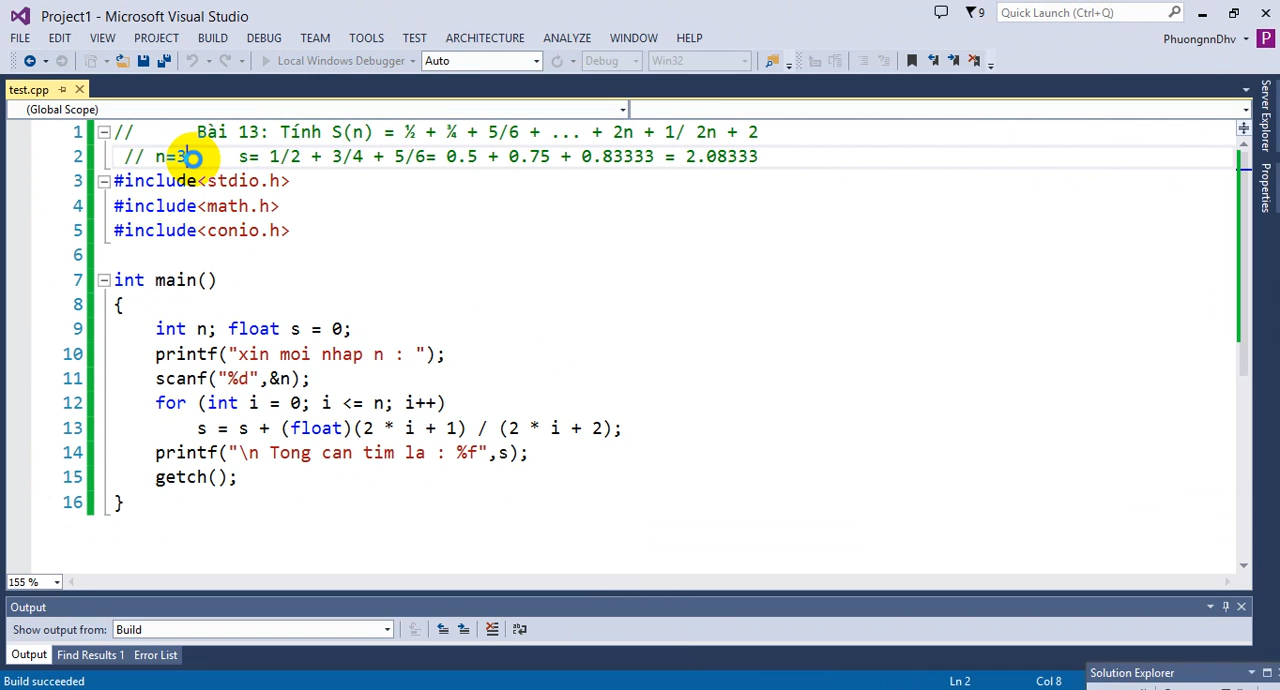 Project1 - Microsoft Visual Studio
9
Quick Launch (Ctrl+Q)
FILE EDIT VIEW PROJECT BUILD DEBUG TEAM TOOLS TEST ARCHITECTURE ANALYZE WINDOW HELP
PhuongnnDhv
P
Local Windows Debugger Auto Debug Win32
test.cpp
(Global Scope)
1 // Bài 13: Tính S(n) = ½ + ¾ + 5/6 + ... + 2n + 1/ 2n + 2
2 // n=3 s= 1/2 + 3/4 + 5/6= 0.5 + 0.75 + 0.83333 = 2.08333
3 #include<stdio.h>
4 #include<math.h>
5 #include<conio.h>
6
7 int main()
8 {
9 int n; float s = 0;
10 printf("xin moi nhap n : ");
11 scanf("%d",&n);
12 for (int i = 0; i <= n; i++)
13 s = s + (float)(2 * i + 1) / (2 * i + 2);
14 printf("\n Tong can tim la : %f",s);
15 getch();
16 }
155 %
Output
Show output from: Build
Output Find Results 1 Error List
Build succeeded Ln 2 Col 8
Solution Explorer
Server Explorer
Properties